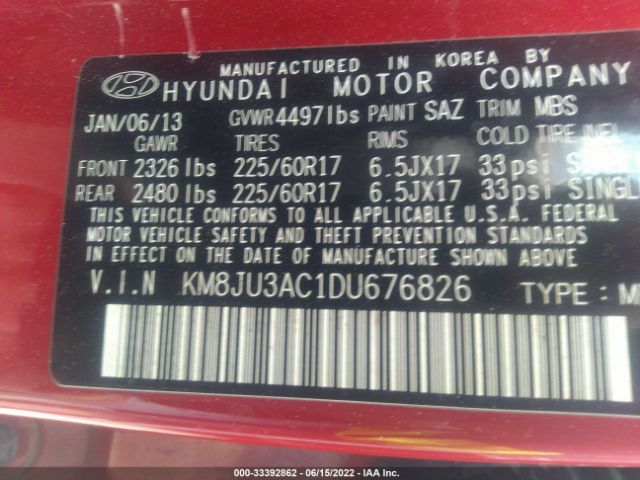 MANUFACTURED IN KOREA BY
HYUNDAI MOTOR COMPANY
JAN/06/13 GVWR 4497lbs PAINT SAZ TRIM MBS
GAWR TIRES RIMS COLD TIRE
FRONT 2326 lbs 225/60R17 6.5JX17 33psi
REAR 2480 lbs 225/60R17 6.5JX17 33psi SINGL
THIS VEHICLE CONFORMS TO ALL APPLICABLE U.S.A. FEDERAL
MOTOR VEHICLE SAFETY AND THEFT PREVENTION STANDARDS
IN EFFECT ON THE DATE OF MANUFACTURE SHOWN ABOVE
V.I.N KM8JU3AC1DU676826 TYPE:M
000-33392862 - 06/15/2022 - IAA Inc.